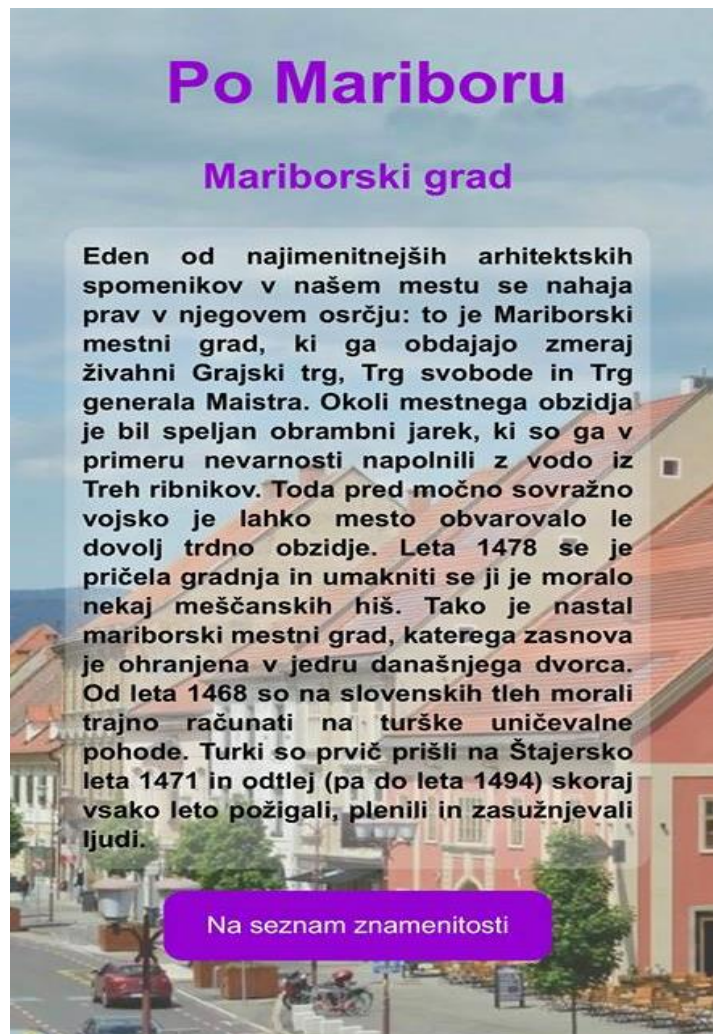 Po Mariboru
Mariborski grad
Eden od najimenitnejših arhitektskih
spomenikov v našem mestu se nahaja
prav v njegovem osrčju: to je Mariborski
mestni grad, ki ga obdajajo zmeraj
živahni Grajski trg, Trg svobode in Trg
generala Maistra. Okoli mestnega obzidja
je bil speljan obrambni jarek, ki so ga v
primeru nevarnosti napolnili z vodo iz
Treh ribnikov. Toda pred močno sovražno
vojsko je lahko mesto obvarovalo le
dovolj trdno obzidje. Leta 1478 se je
pričela gradnja in umakniti se ji je moralo
nekaj meščanskih hiš. Tako je nastal
mariborski mestni grad, katerega zasnova
je ohranjena v jedru današnjega dvorca.
Od leta 1468 so na slovenskih tleh morali
trajno računati na turške uničevalne
pohode. Turki so prvič prišli na Štajersko
leta 1471 in odtlej (pa do leta 1494) skoraj
vsako leto požigali, plenili in zasužnjevali
ljudi.
Na seznam znamenitosti